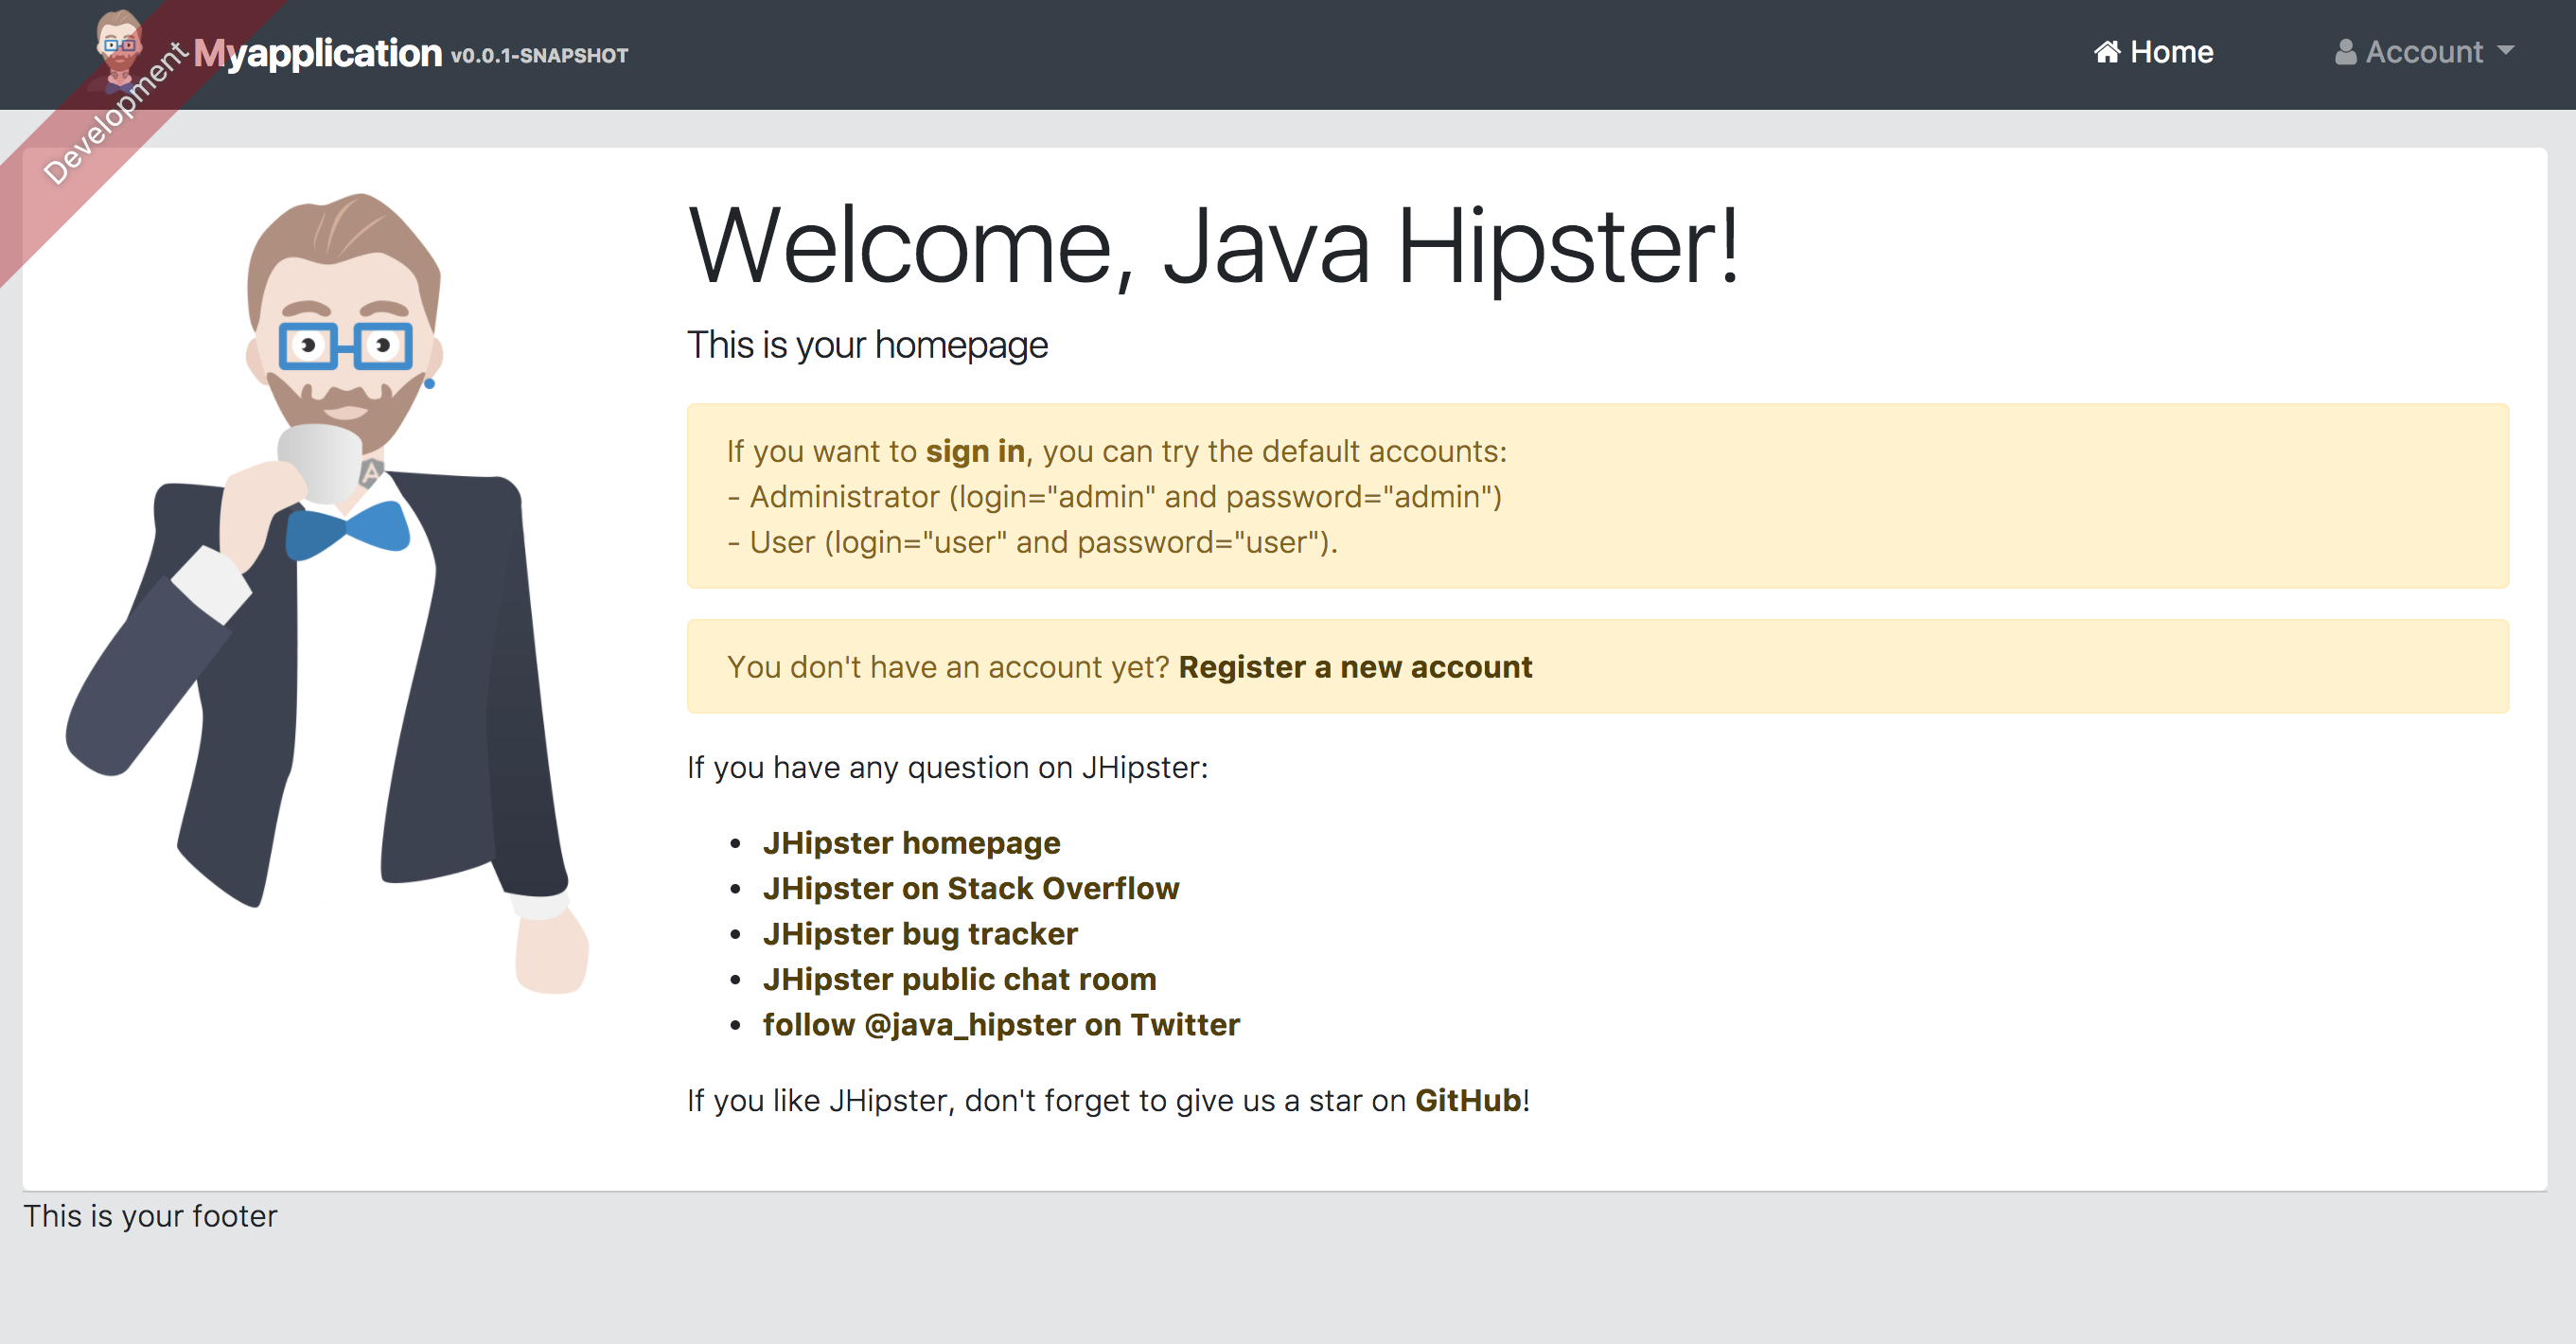 Development
Myapplication v0.0.1-SNAPSHOT
Home
Account
Welcome, Java Hipster!
This is your homepage
If you want to sign in, you can try the default accounts:
- Administrator (login="admin" and password="admin")
- User (login="user" and password="user").
You don't have an account yet? Register a new account
If you have any question on JHipster:
• JHipster homepage
• JHipster on Stack Overflow
• JHipster bug tracker
• JHipster public chat room
• follow @java_hipster on Twitter
If you like JHipster, don't forget to give us a star on GitHub!
This is your footer